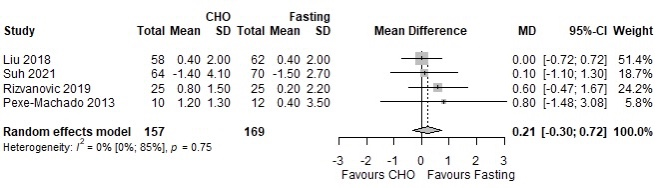 CHO Fasting
Study Total Mean SD Total Mean SD Mean Difference MD 95%-CI Weight
Liu 2018 58 0.40 2.00 62 0.40 2.00 0.00 [-0.72; 0.72] 51.4%
Suh 2021 64 -1.40 4.10 70 -1.50 2.70 0.10 [-1.10; 1.30] 18.7%
Rizvanovic 2019 25 0.80 1.50 25 0.20 2.20 0.60 [-0.47; 1.67] 24.2%
Pexe-Machado 2013 10 1.20 1.30 12 0.40 3.50 0.80 [-1.48; 3.08] 5.8%
Random effects model 157 169 0.21 [-0.30; 0.72] 100.0%
Heterogeneity: I² = 0% [0%; 85%], p = 0.75
-3 -2 -1 0 1 2 3
Favours CHO Favours Fasting